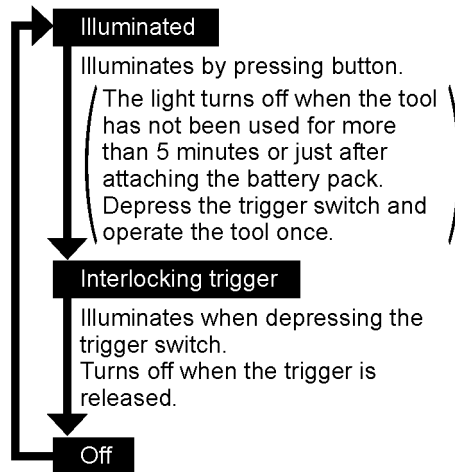 Illuminated
Illuminates by pressing button.
The light turns off when the tool
has not been used for more
than 5 minutes or just after
attaching the battery pack.
Depress the trigger switch and
operate the tool once.
Interlocking trigger
Illuminates when depressing the
trigger switch.
Turns off when the trigger is
released.
Off